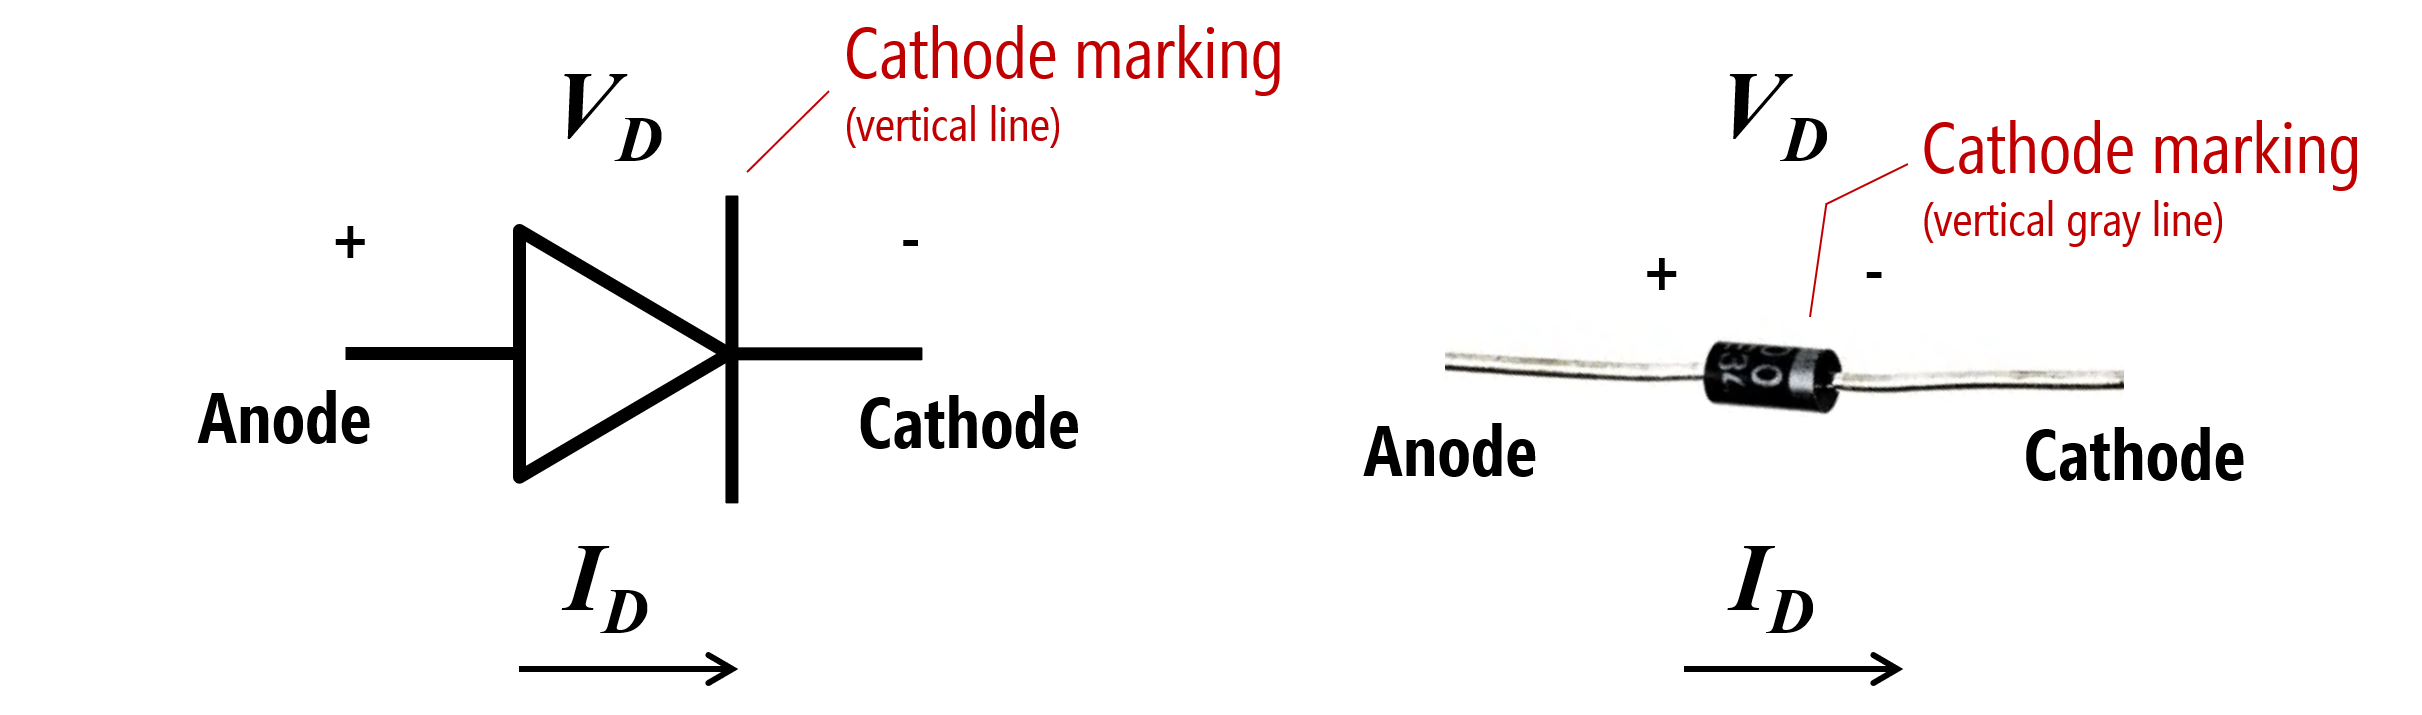 Cathode marking
(vertical line)
V_D
+ -
Anode
Cathode
I_D
V_D
Cathode marking
(vertical gray line)
+ -
Anode
Cathode
I_D